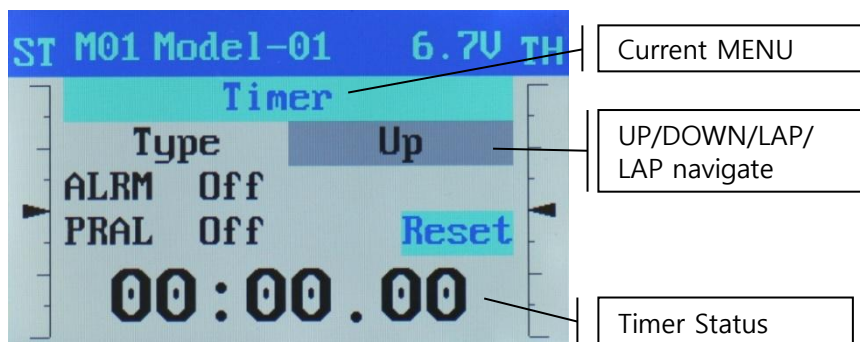 ST M01 Model-01 6.7V TH
Current MENU
Timer
Type Up
UP/DOWN/LAP/
LAP navigate
ALRM Off
PRAL Off Reset
00:00.00
Timer Status